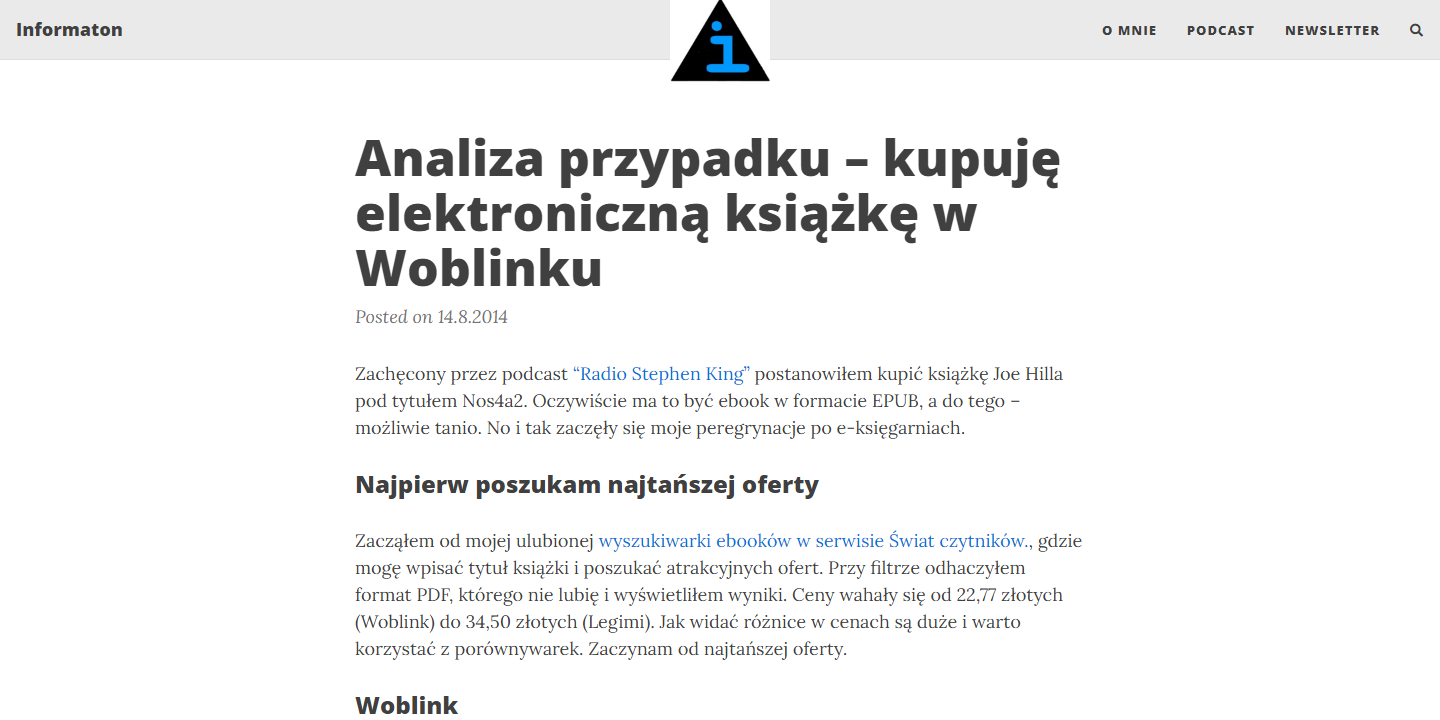 Informaton
i
O MNIE
PODCAST
NEWSLETTER
Analiza przypadku – kupuję
elektroniczną książkę w
Woblinku
Posted on 14.8.2014
Zachęcony przez podcast “Radio Stephen King” postanowiłem kupić książkę Joe Hilla
pod tytułem Nos4a2. Oczywiście ma to być ebook w formacie EPUB, a do tego –
możliwie tanio. No i tak zaczęły się moje peregrynacje po e-księgarniach.
Najpierw poszukam najtańszej oferty
Zacząłem od mojej ulubionej wyszukiwarki ebooków w serwisie Świat czytników., gdzie
mogę wpisać tytuł książki i poszukać atrakcyjnych ofert. Przy filtrze odhaczyłem
format PDF, którego nie lubię i wyświetliłem wyniki. Ceny wahały się od 22,77 złotych
(Woblink) do 34,50 złotych (Legimi). Jak widać różnice w cenach są duże i warto
korzystać z porównywarek. Zaczynam od najtańszej oferty.
Woblink